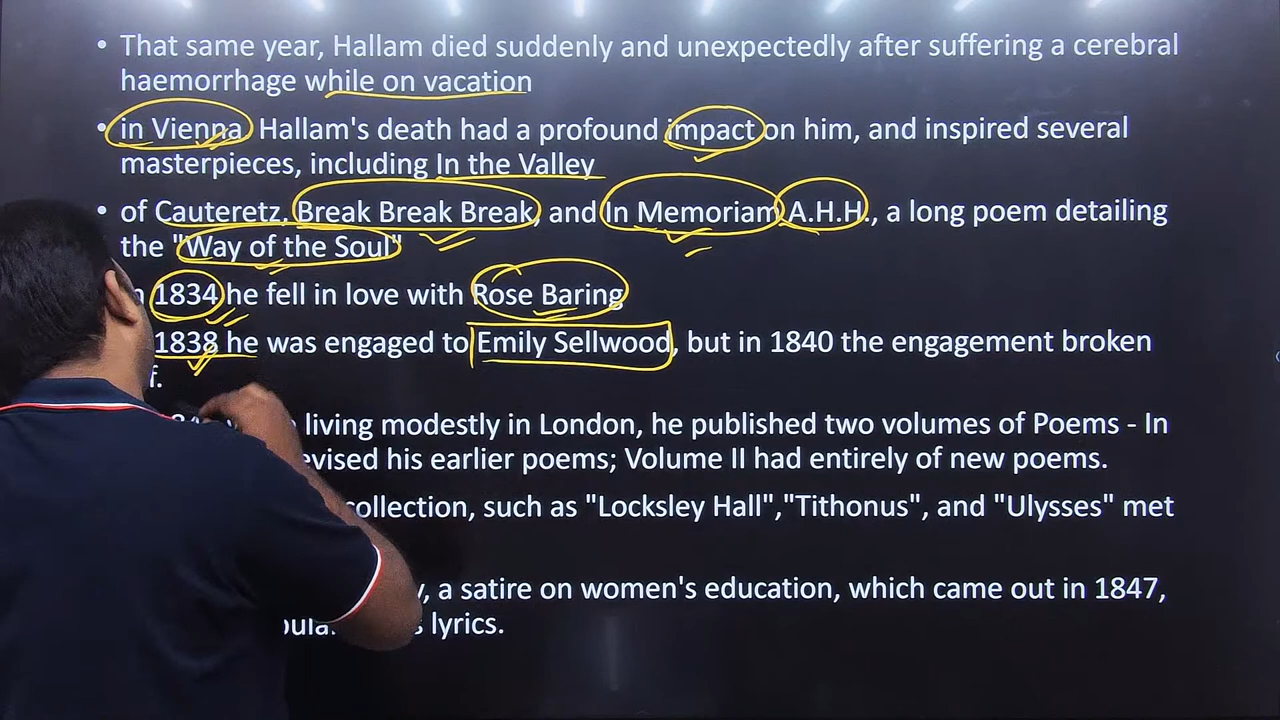 • That same year, Hallam died suddenly and unexpectedly after suffering a cerebral
haemorrhage while on vacation
• in Vienna. Hallam's death had a profound impact on him, and inspired several
masterpieces, including In the Valley
• of Cauteretz, Break Break Break, and In Memoriam A.H.H., a long poem detailing
the "Way of the Soul"
1834 he fell in love with Rose Baring
1838 he was engaged to Emily Sellwood, but in 1840 the engagement broken
f.
living modestly in London, he published two volumes of Poems - In
evised his earlier poems; Volume II had entirely of new poems.
collection, such as "Locksley Hall","Tithonus", and "Ulysses" met
, a satire on women's education, which came out in 1847,
lyrics.